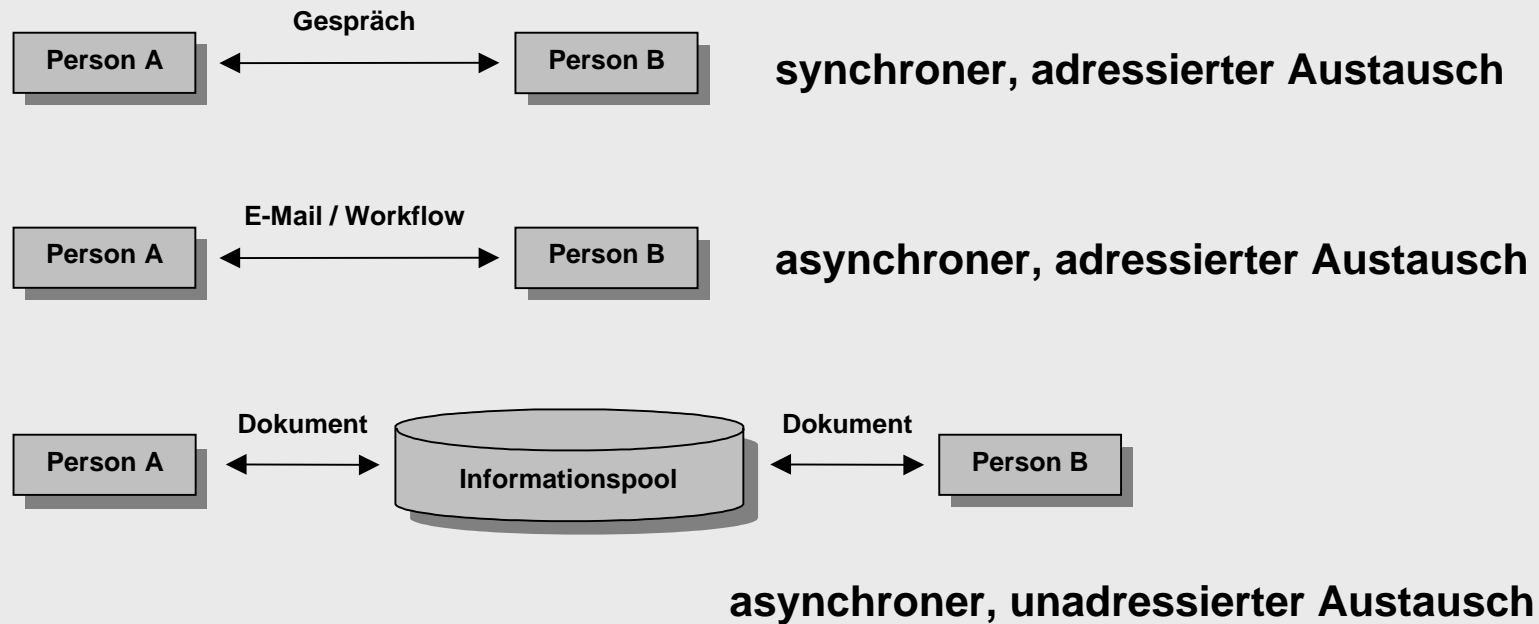 Gespräch
Person A
Person B
synchroner, adressierter Austausch
E-Mail / Workflow
Person A
Person B
asynchroner, adressierter Austausch
Dokument
Dokument
Person A
Informationspool
Person B
asynchroner, unadressierter Austausch